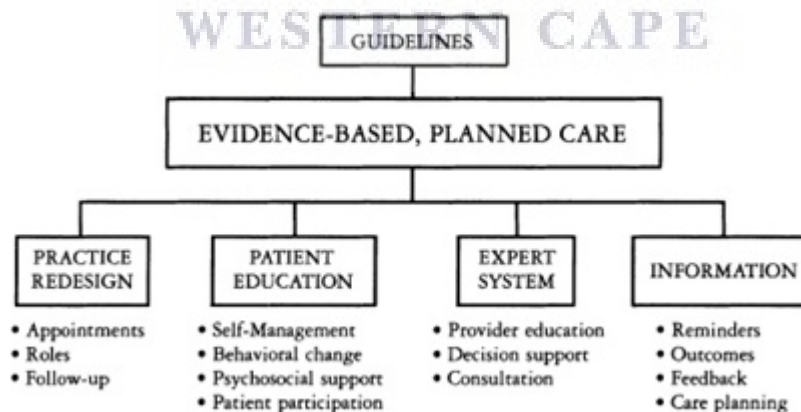 WESTERN CAPE
GUIDELINES
EVIDENCE-BASED, PLANNED CARE
PRACTICE
REDESIGN
• Appointments
• Roles
• Follow-up
PATIENT
EDUCATION
• Self-Management
• Behavioral change
• Psychosocial support
• Patient participation
EXPERT
SYSTEM
• Provider education
• Decision support
• Consultation
INFORMATION
• Reminders
• Outcomes
• Feedback
• Care planning